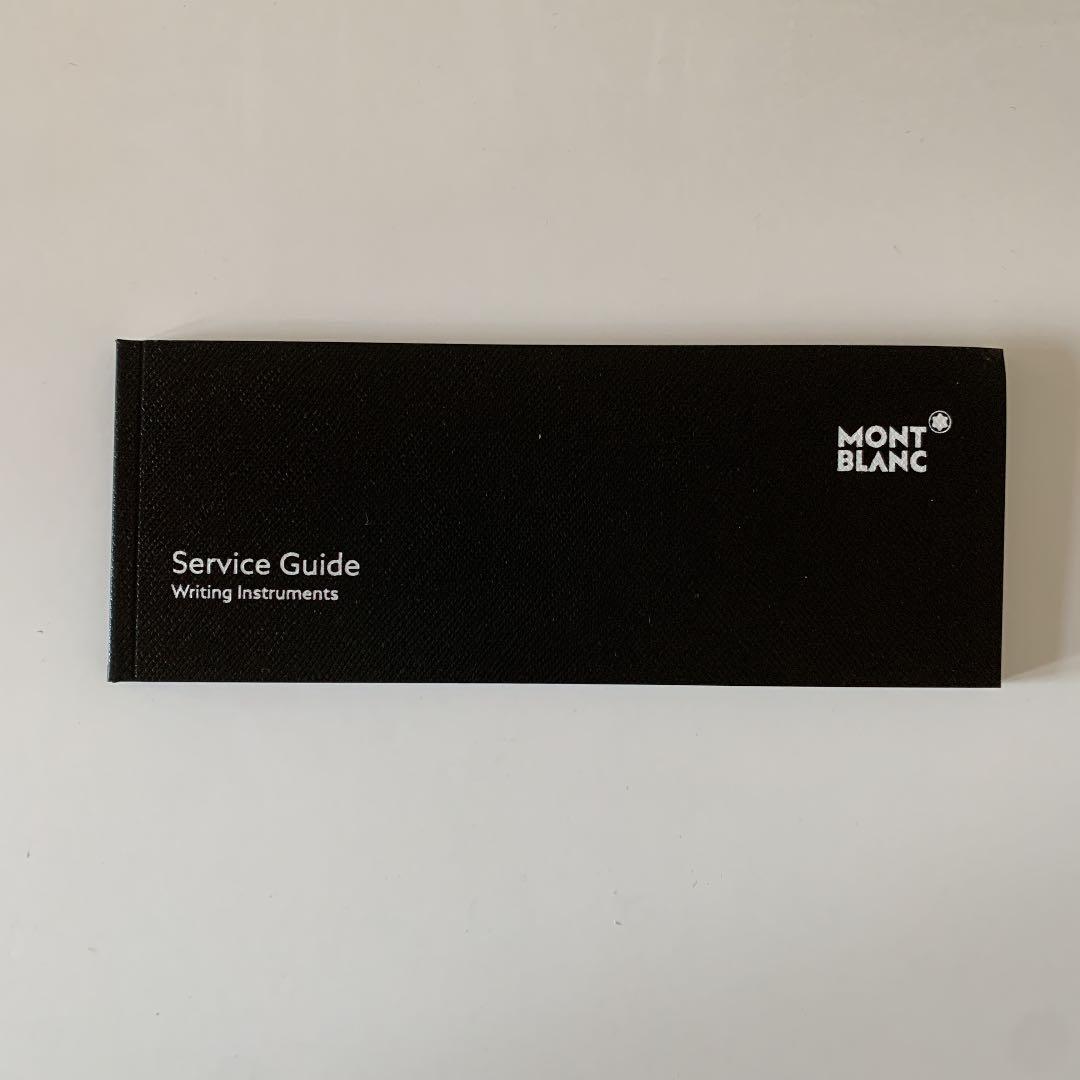 MONT
BLANC
Service Guide
Writing Instruments